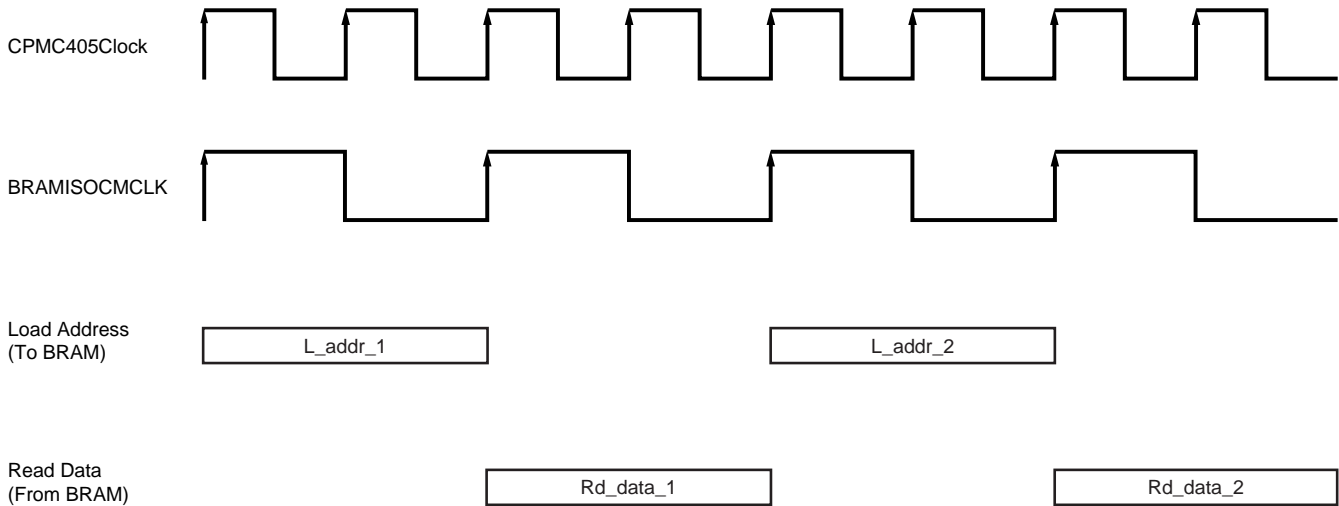 CPMC405Clock
BRAMISOCMCLK
Load Address
(To BRAM)
L_addr_1
L_addr_2
Read Data
(From BRAM)
Rd_data_1
Rd_data_2